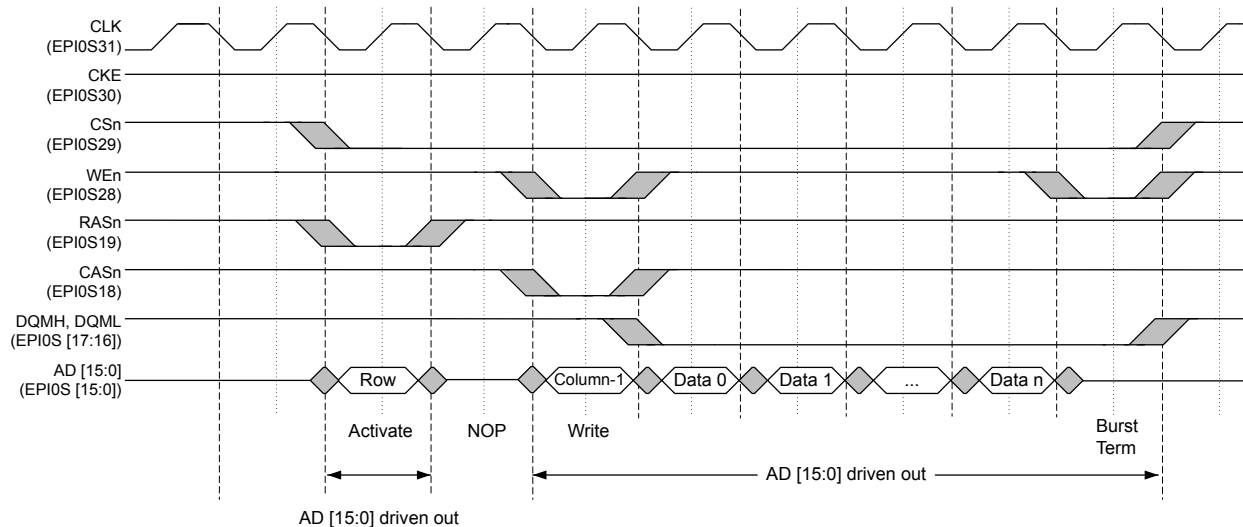 CLK
(EPI0S31)
CKE
(EPI0S30)
CSn
(EPI0S29)
WEn
(EPI0S28)
RASn
(EPI0S19)
CASn
(EPI0S18)
DQMH, DQML
(EPI0S [17:16])
AD [15:0]
(EPI0S [15:0])
Row
Column-1
Data 0
Data 1
...
Data n
Activate
NOP
Write
Burst
Term
AD [15:0] driven out
AD [15:0] driven out